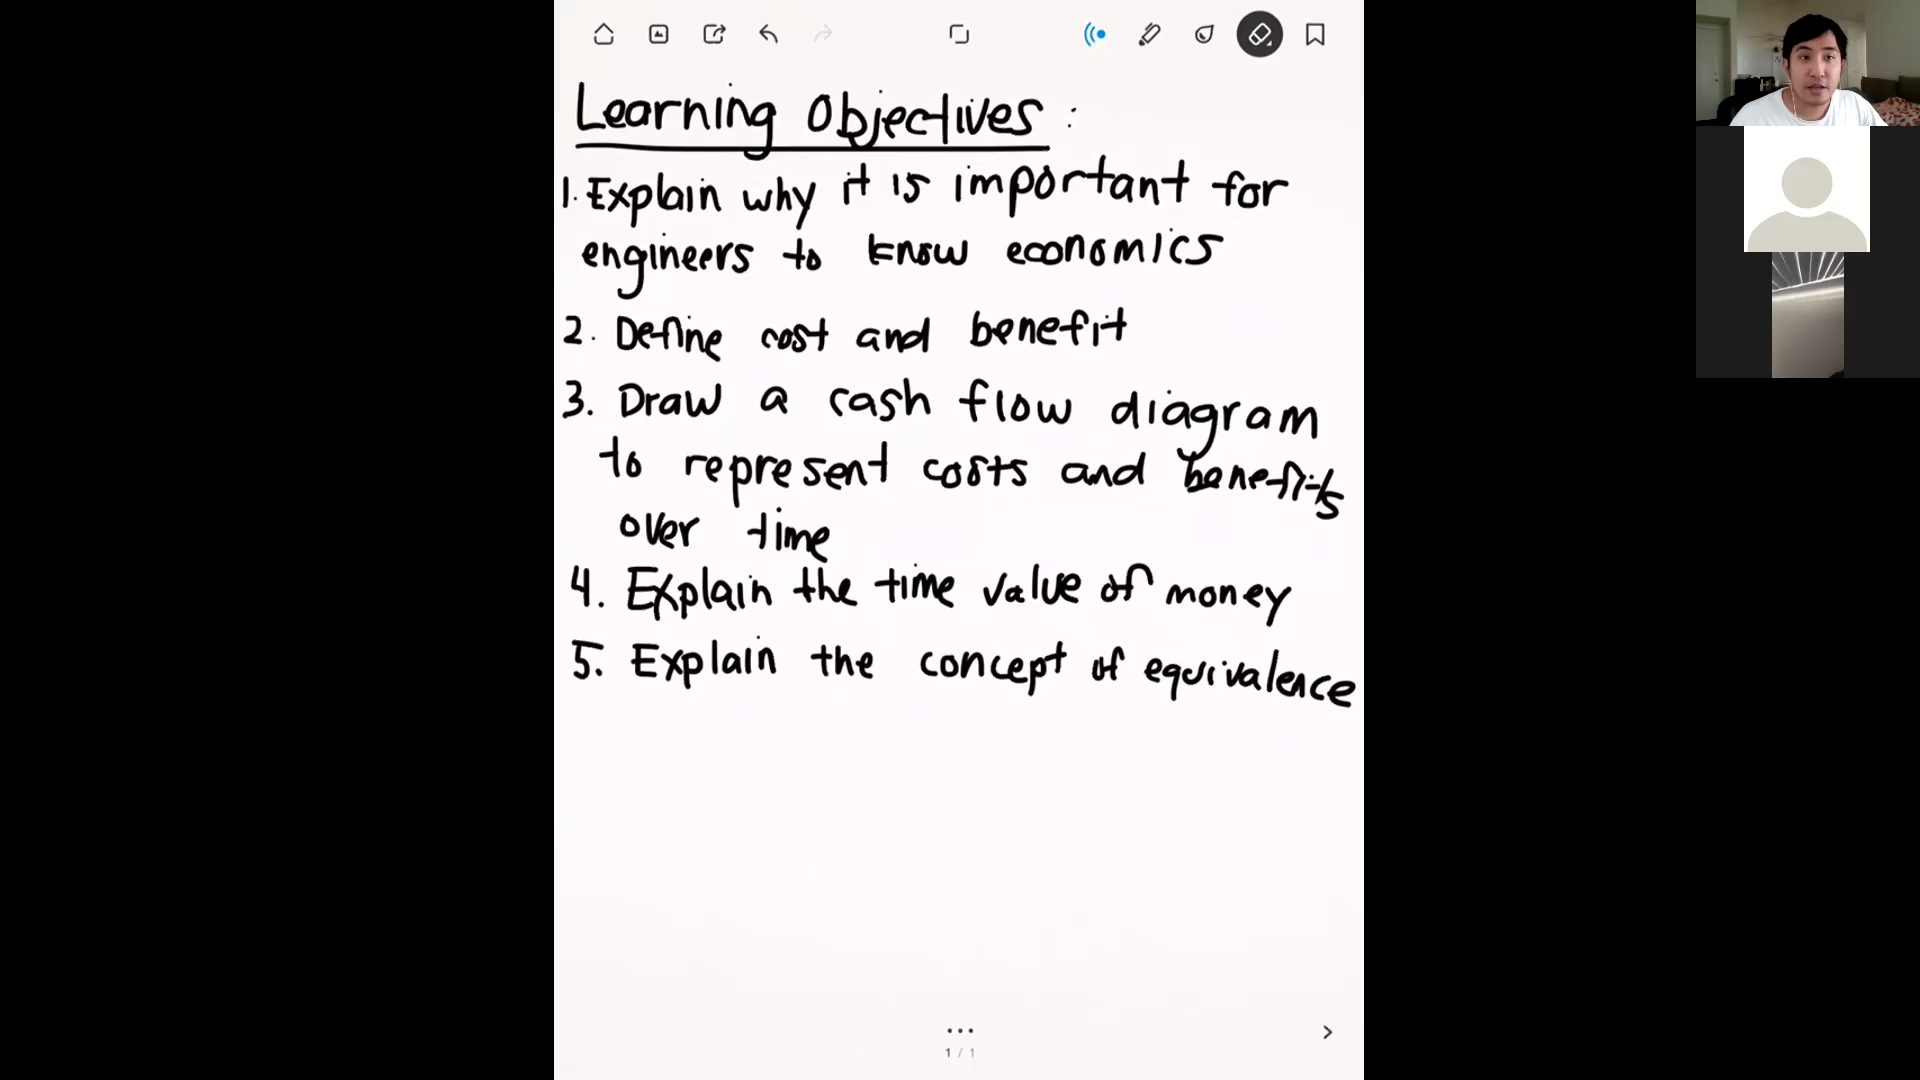 Learning Objectives :
1. Explain why it is important for
engineers to know economics
2. Define cost and benefit
3. Draw a cash flow diagram
to represent costs and benefits
over time
4. Explain the time value of money
5. Explain the concept of equivalence
1 / 1